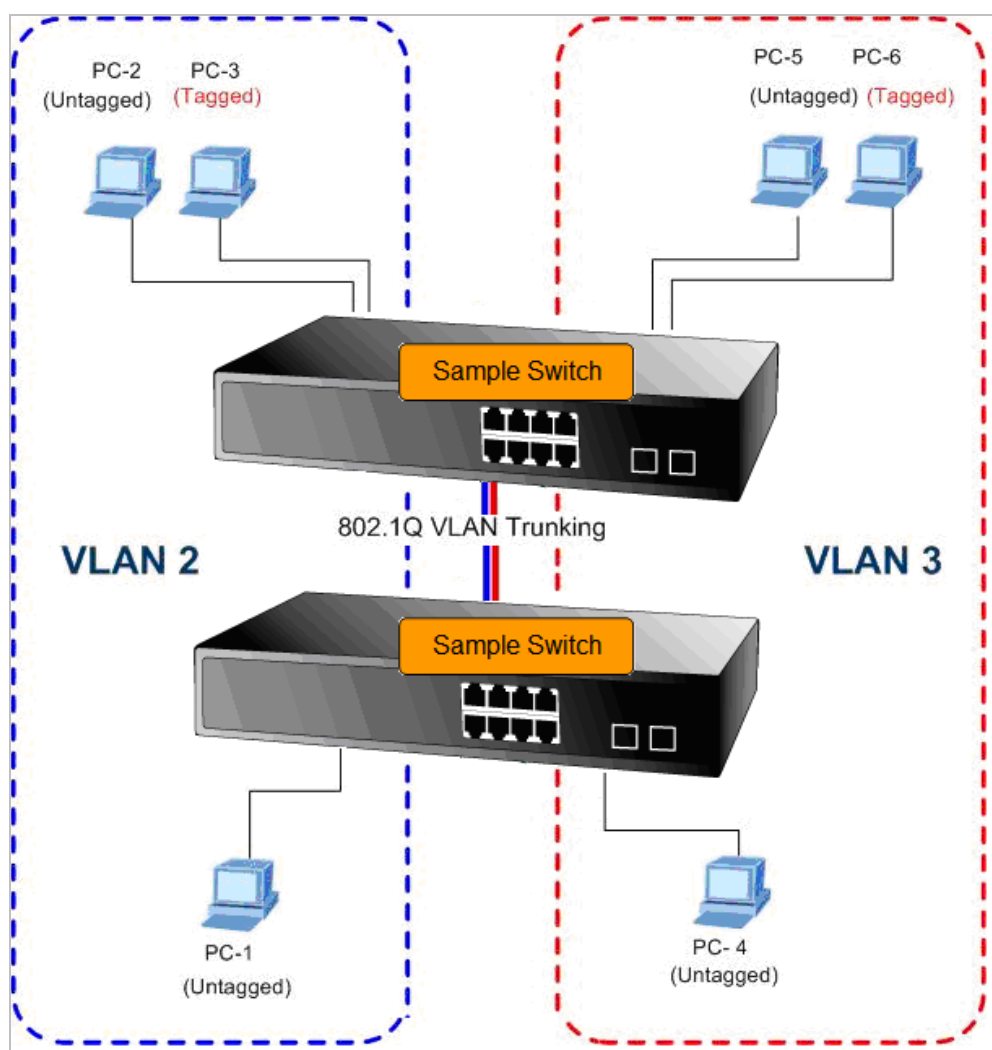 PC-2 PC-3
(Untagged) (Tagged)
PC-5 PC-6
(Untagged) (Tagged)
Sample Switch
802.1Q VLAN Trunking
VLAN 2
VLAN 3
Sample Switch
PC-1
(Untagged)
PC- 4
(Untagged)